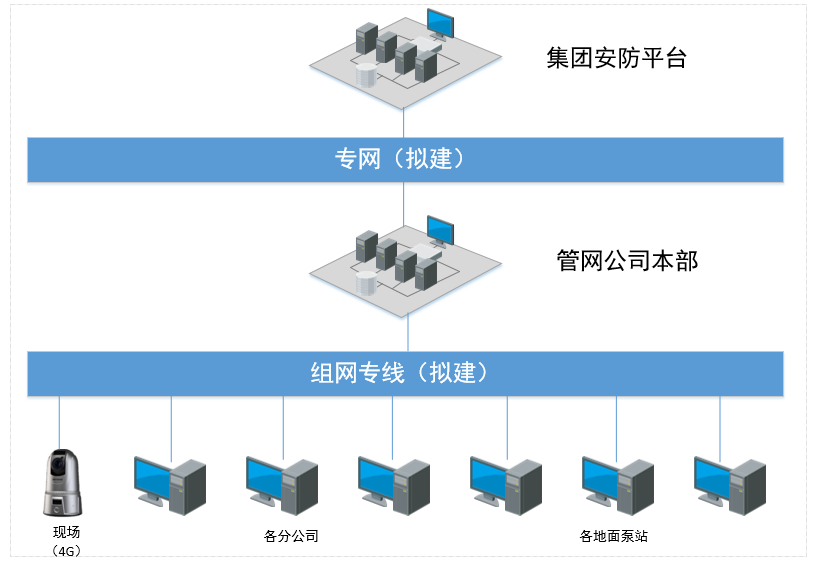 集团安防平台
专网（拟建）
管网公司本部
组网专线（拟建）
现场
（4G）
各分公司
各地面泵站